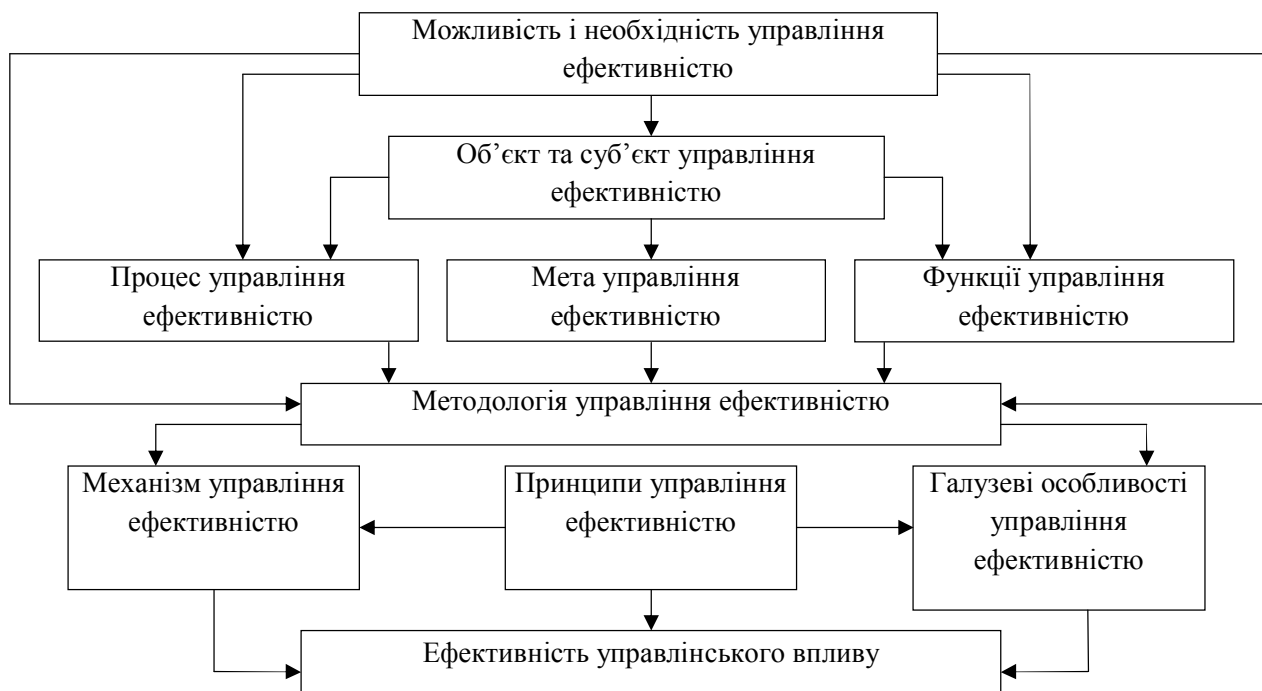 Можливість і необхідність управління
ефективністю
Об’єкт та суб’єкт управління
ефективністю
Процес управління
ефективністю
Мета управління
ефективністю
Функції управління
ефективністю
Методологія управління ефективністю
Механізм управління
ефективністю
Принципи управління
ефективністю
Галузеві особливості
управління
ефективністю
Ефективність управлінського впливу